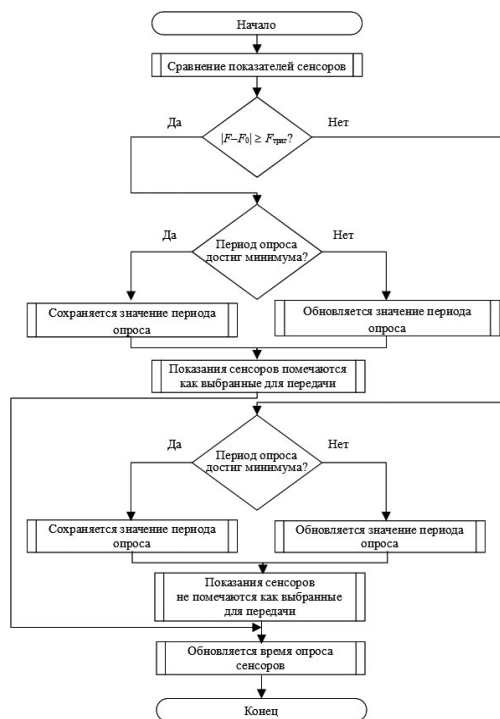 Начало
Сравнение показателей сенсоров
Да
Нет
|F–F₀| ≥ Fтриг?
Да
Нет
Период опроса
достиг минимума?
Сохраняется значение периода
опроса
Обновляется значение периода
опроса
Показания сенсоров помечаются
как выбранные для передачи
Да
Нет
Период опроса
достиг минимума?
Сохраняется значение периода
опроса
Обновляется значение периода
опроса
Показания сенсоров
не помечаются как выбранные
для передачи
Обновляется время опроса
сенсоров
Конец